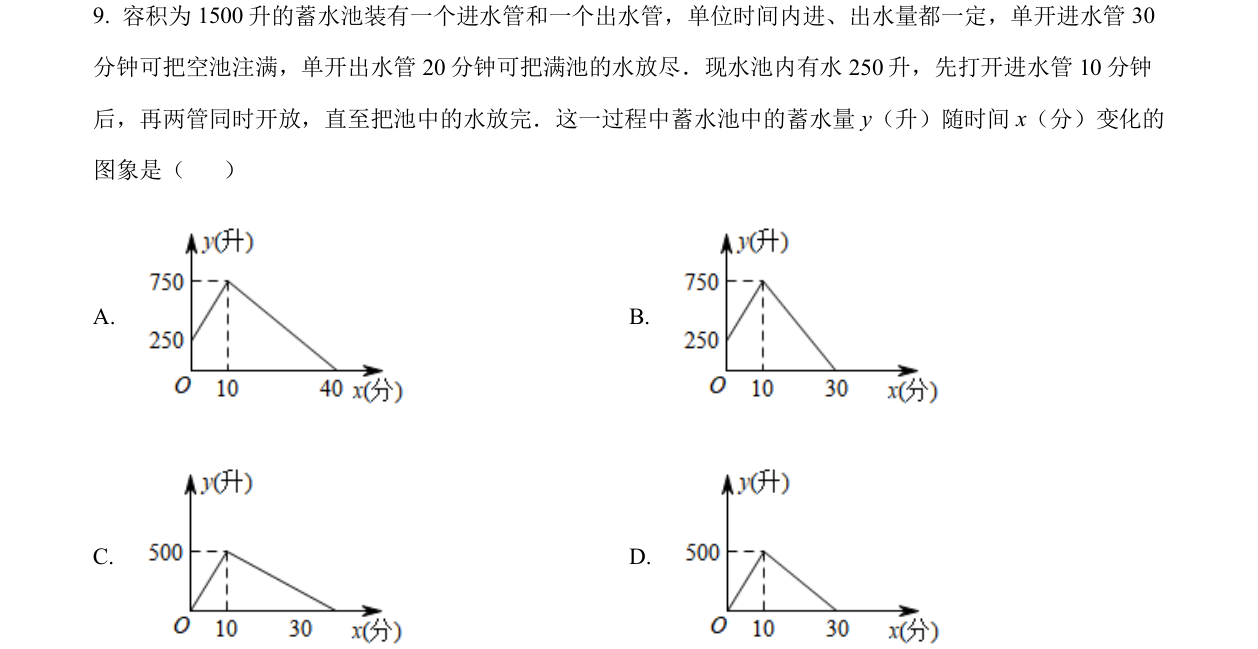 9. 容积为 1500 升的蓄水池装有一个进水管和一个出水管，单位时间内进、出水量都一定，单开进水管 30
分钟可把空池注满，单开出水管 20 分钟可把满池的水放尽．现水池内有水 250 升，先打开进水管 10 分钟
后，再两管同时开放，直至把池中的水放完．这一过程中蓄水池中的蓄水量 y（升）随时间 x（分）变化的
图象是（　　）
A.
y(升)
750
250
O 10 40 x(分)
B.
y(升)
750
250
O 10 30 x(分)
C.
y(升)
500
O 10 30 x(分)
D.
y(升)
500
O 10 30 x(分)